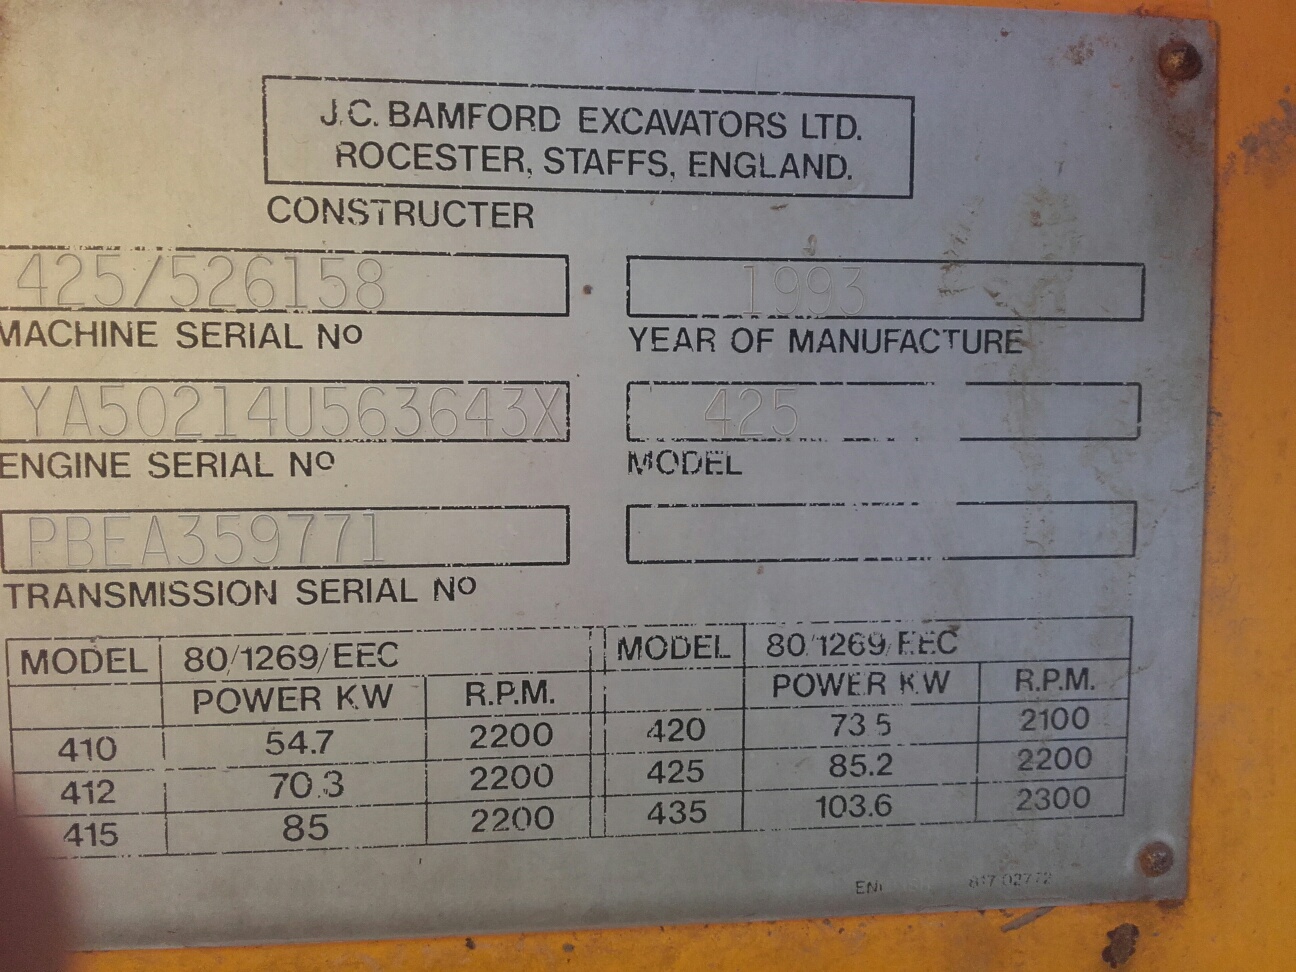 J.C. BAMFORD EXCAVATORS LTD.
ROCESTER, STAFFS, ENGLAND.
CONSTRUCTER
425/526158 1993
MACHINE SERIAL Nº YEAR OF MANUFACTURE
YA50214U563643X 425
ENGINE SERIAL Nº MODEL
PBEA359771
TRANSMISSION SERIAL Nº
MODEL 80/1269/EEC MODEL 80/1269/EEC
POWER KW R.P.M. POWER KW R.P.M.
410 54.7 2200 420 73.5 2100
412 70.3 2200 425 85.2 2200
415 85 2200 435 103.6 2300
817/02772